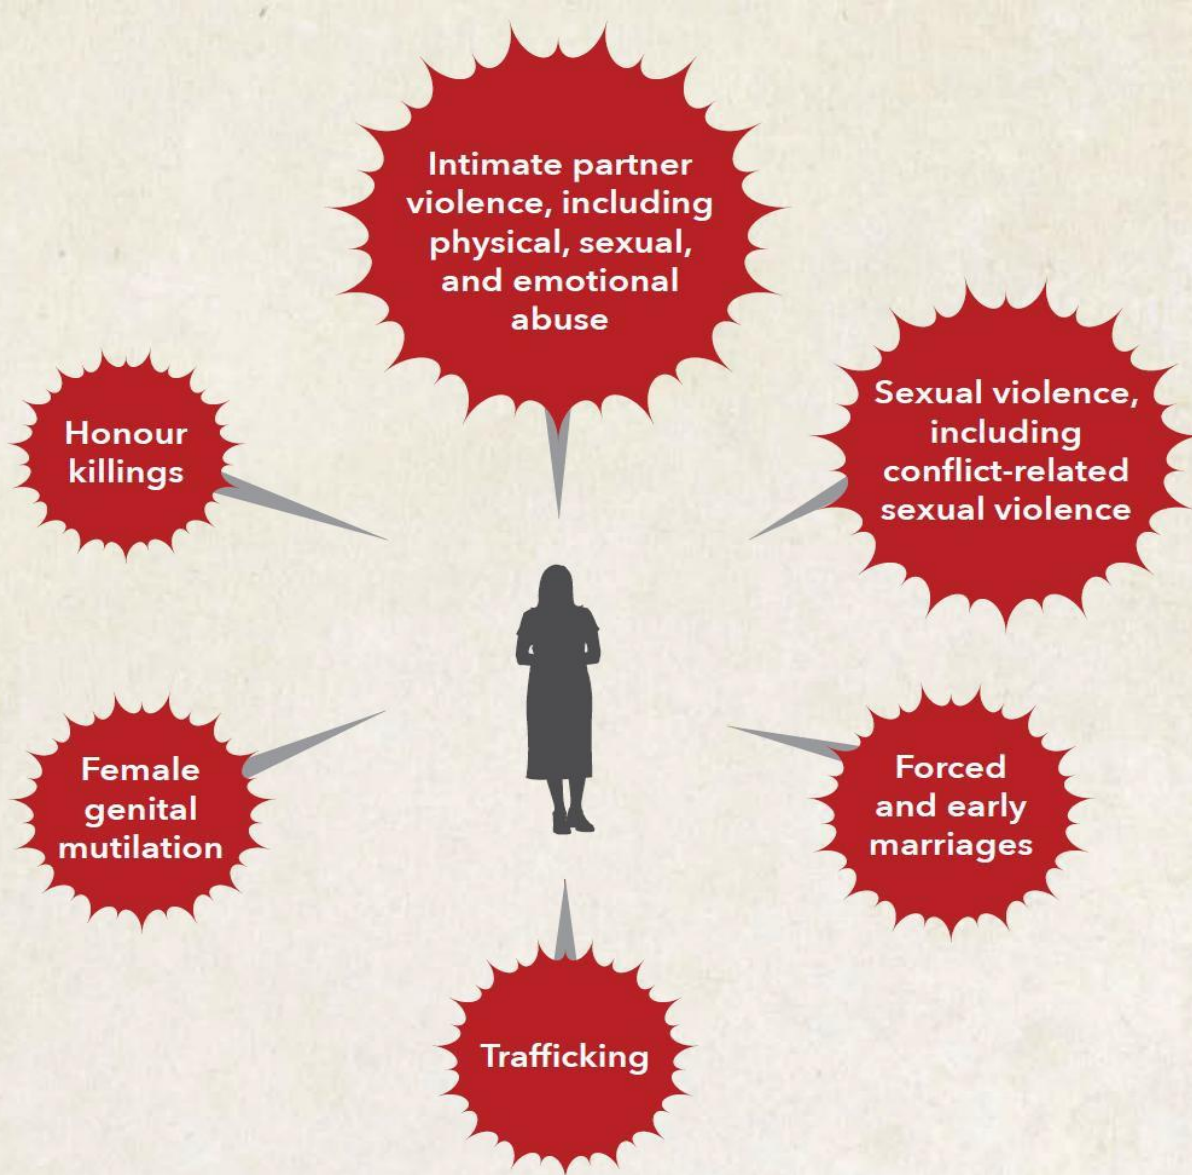 Intimate partner
violence, including
physical, sexual,
and emotional
abuse
Sexual violence,
including
conflict-related
sexual violence
Honour
killings
Forced
and early
marriages
Female
genital
mutilation
Trafficking